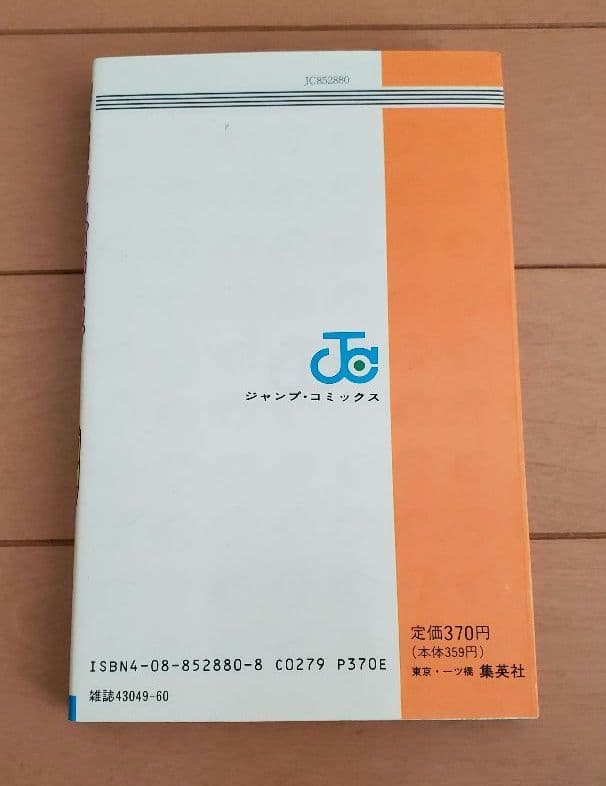 JC852880
JC
ジャンプ・コミックス
定価370円
(本体359円)
東京・一ツ橋 集英社
ISBN4-08-852880-8 C0279 P370E
雑誌43049-60